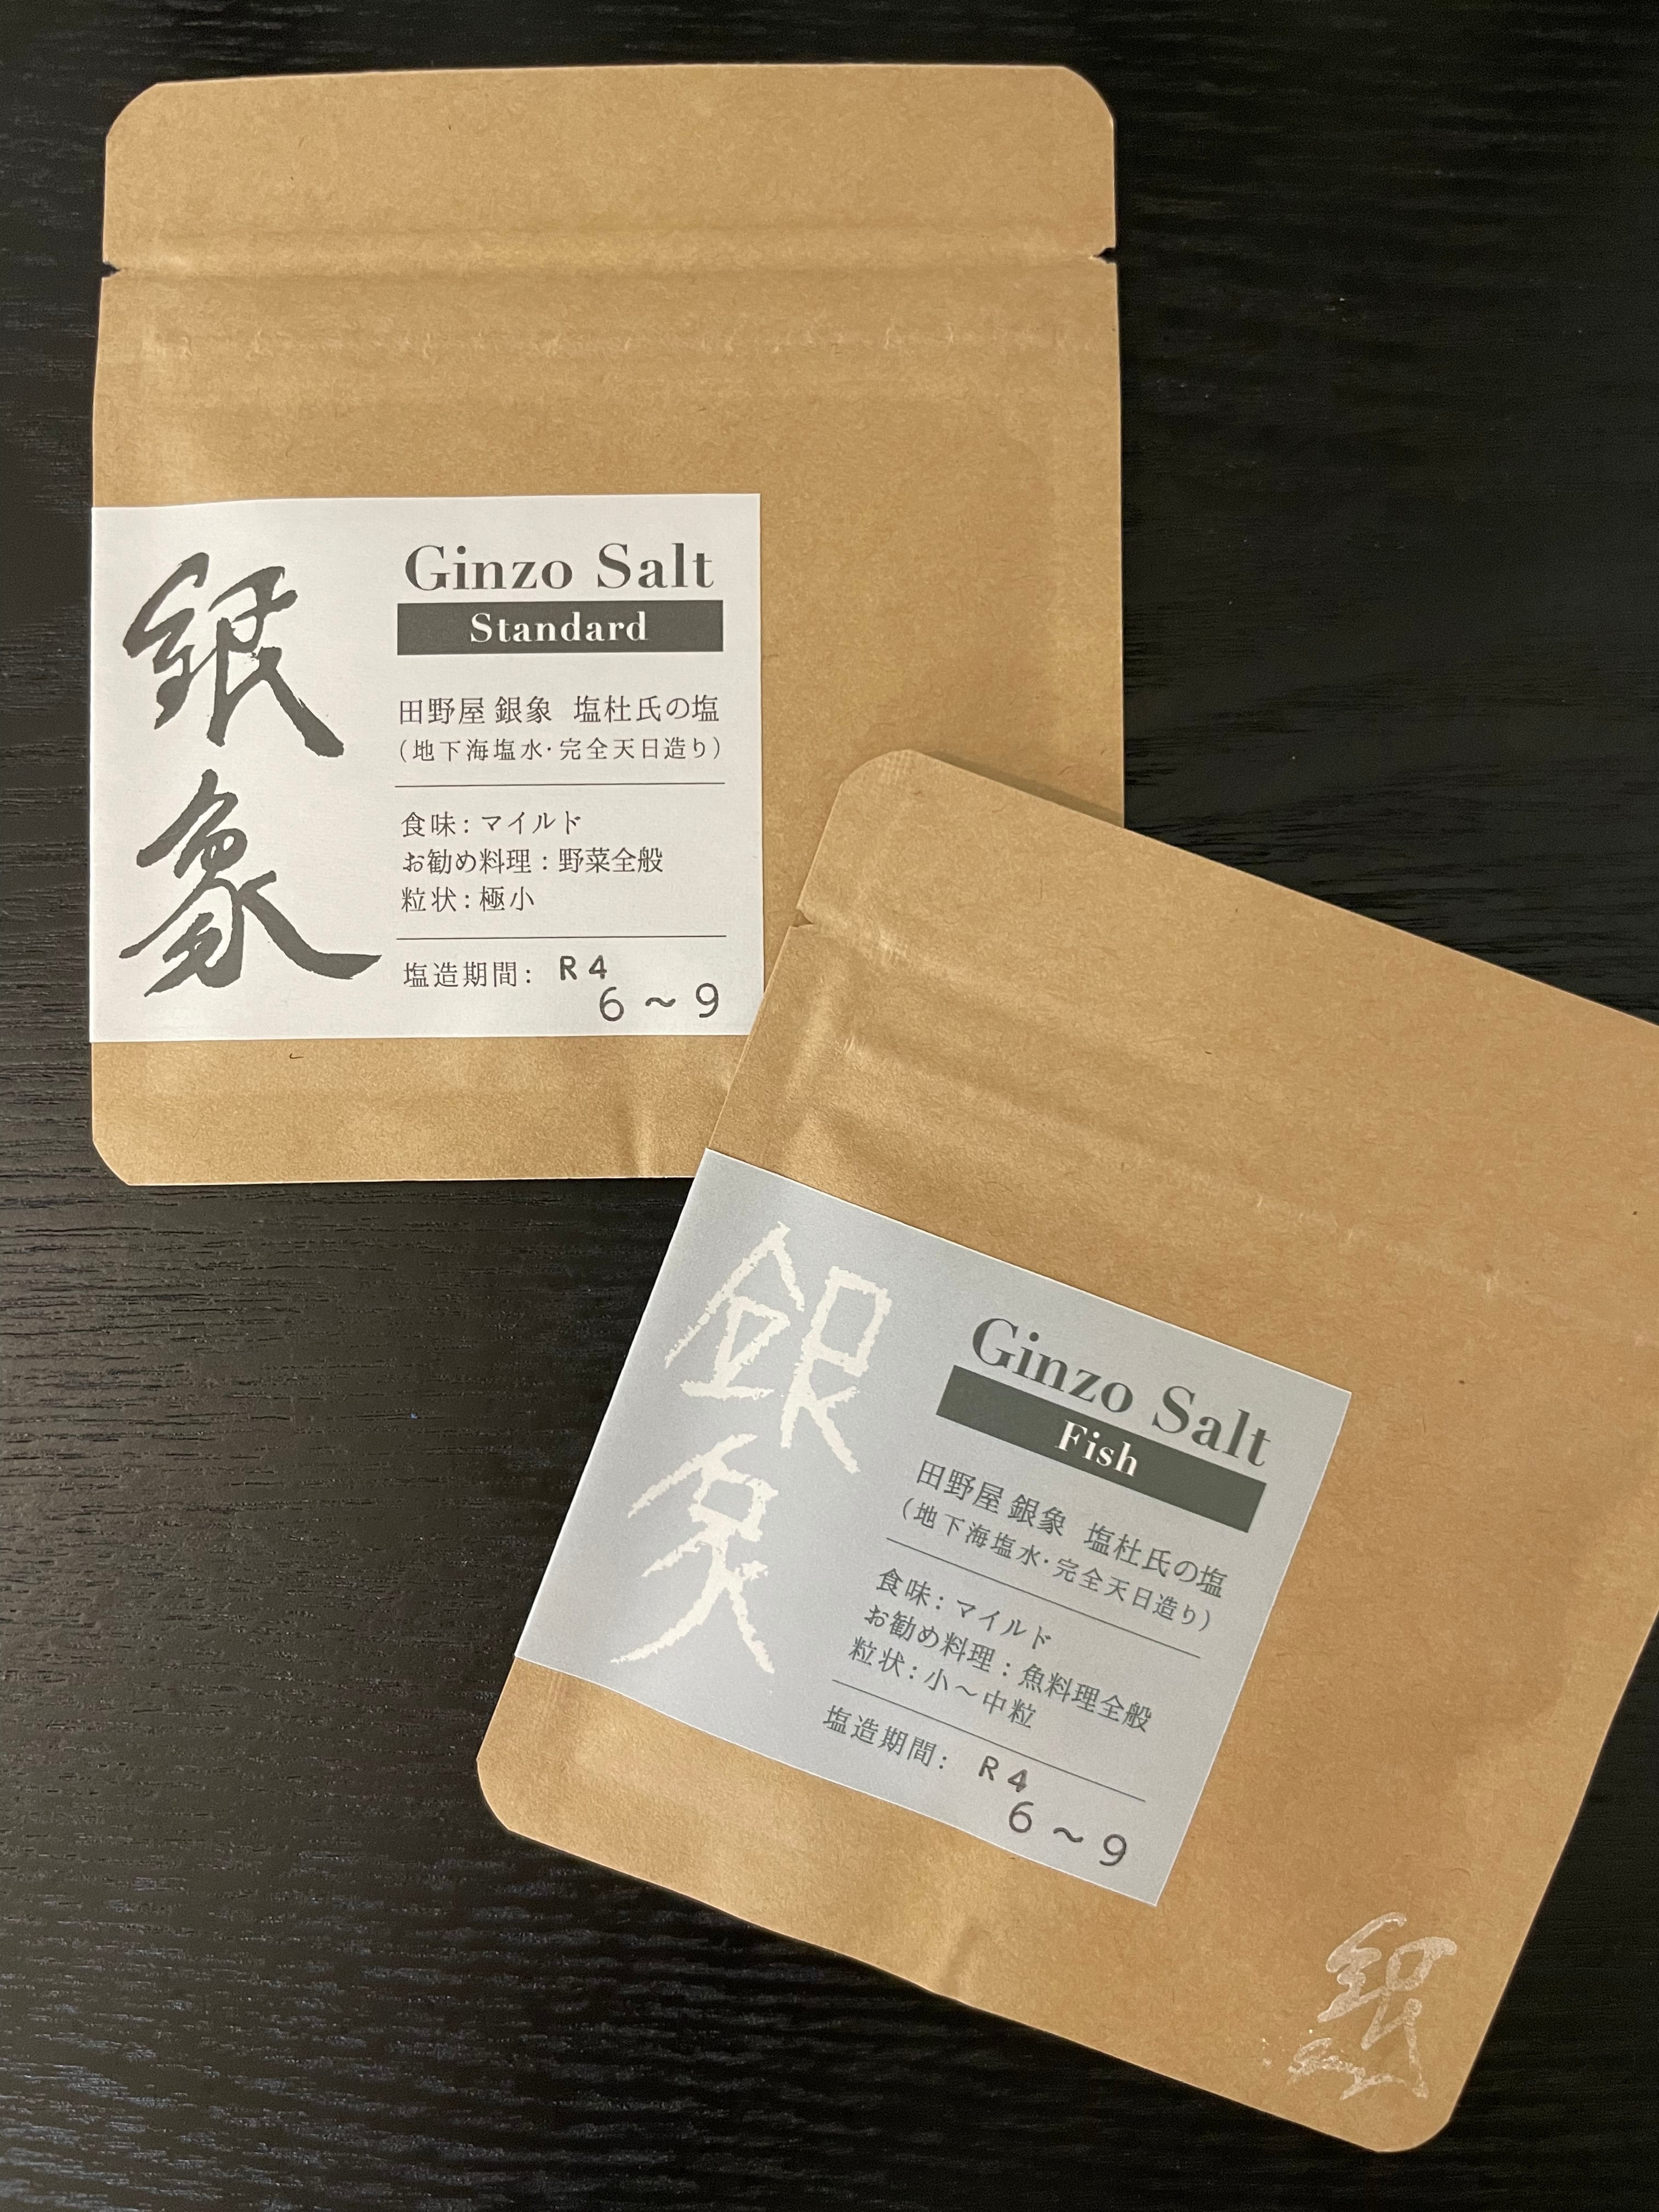 銀象
Ginzo Salt
Standard
田野屋 銀象 塩杜氏の塩
(地下海塩水・完全天日造り)
食味：マイルド
お勧め料理：野菜全般
粒状：極小
塩造期間： R4
6～9
銀象
Ginzo Salt
Fish
田野屋 銀象 塩杜氏の塩
(地下海塩水・完全天日造り)
食味：マイルド
お勧め料理：魚料理全般
粒状：小～中粒
塩造期間： R4
6～9